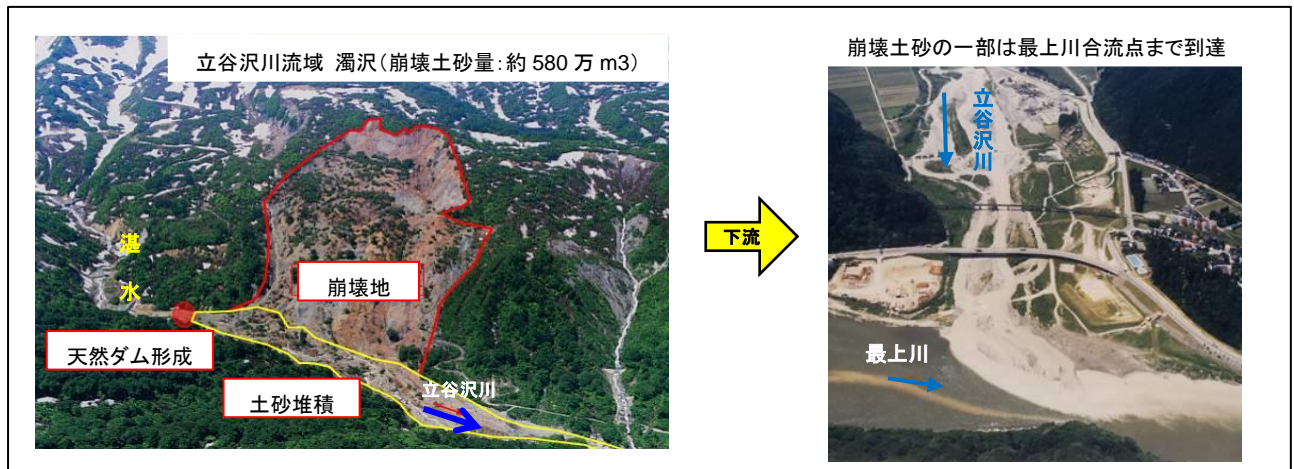 立谷沢川流域 濁沢（崩壊土砂量：約 580 万 m3）
湛水
崩壊地
天然ダム形成
土砂堆積
立谷沢川
下流
崩壊土砂の一部は最上川合流点まで到達
立谷沢川
最上川